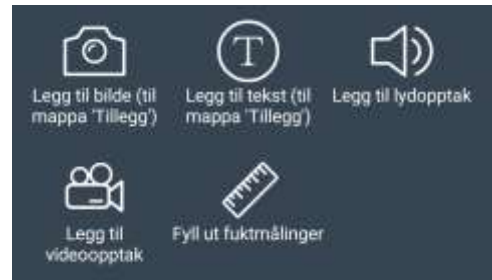 Legg til bilde (til
mappa 'Tillegg')
T
Legg til tekst (til
mappa 'Tillegg')
Legg til lydopptak
Legg til
videoopptak
Fyll ut fuktmålinger